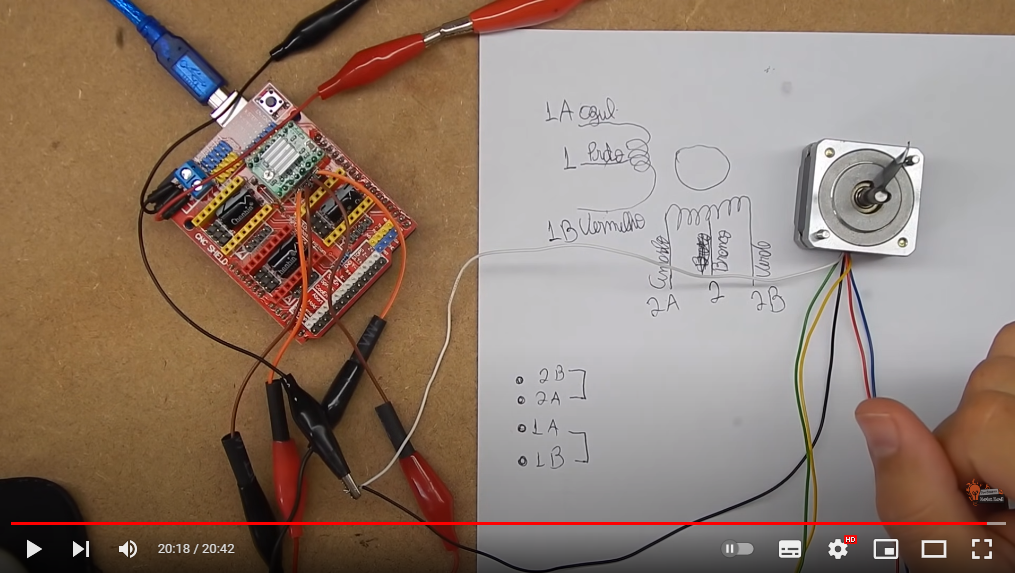 1A azul
1 Preto
1B Vermelho
Amarelo
Branco
Verde
2A
2
2B
2B
2A
1A
1B
CNC SHIELD
20:18 / 20:42
HD